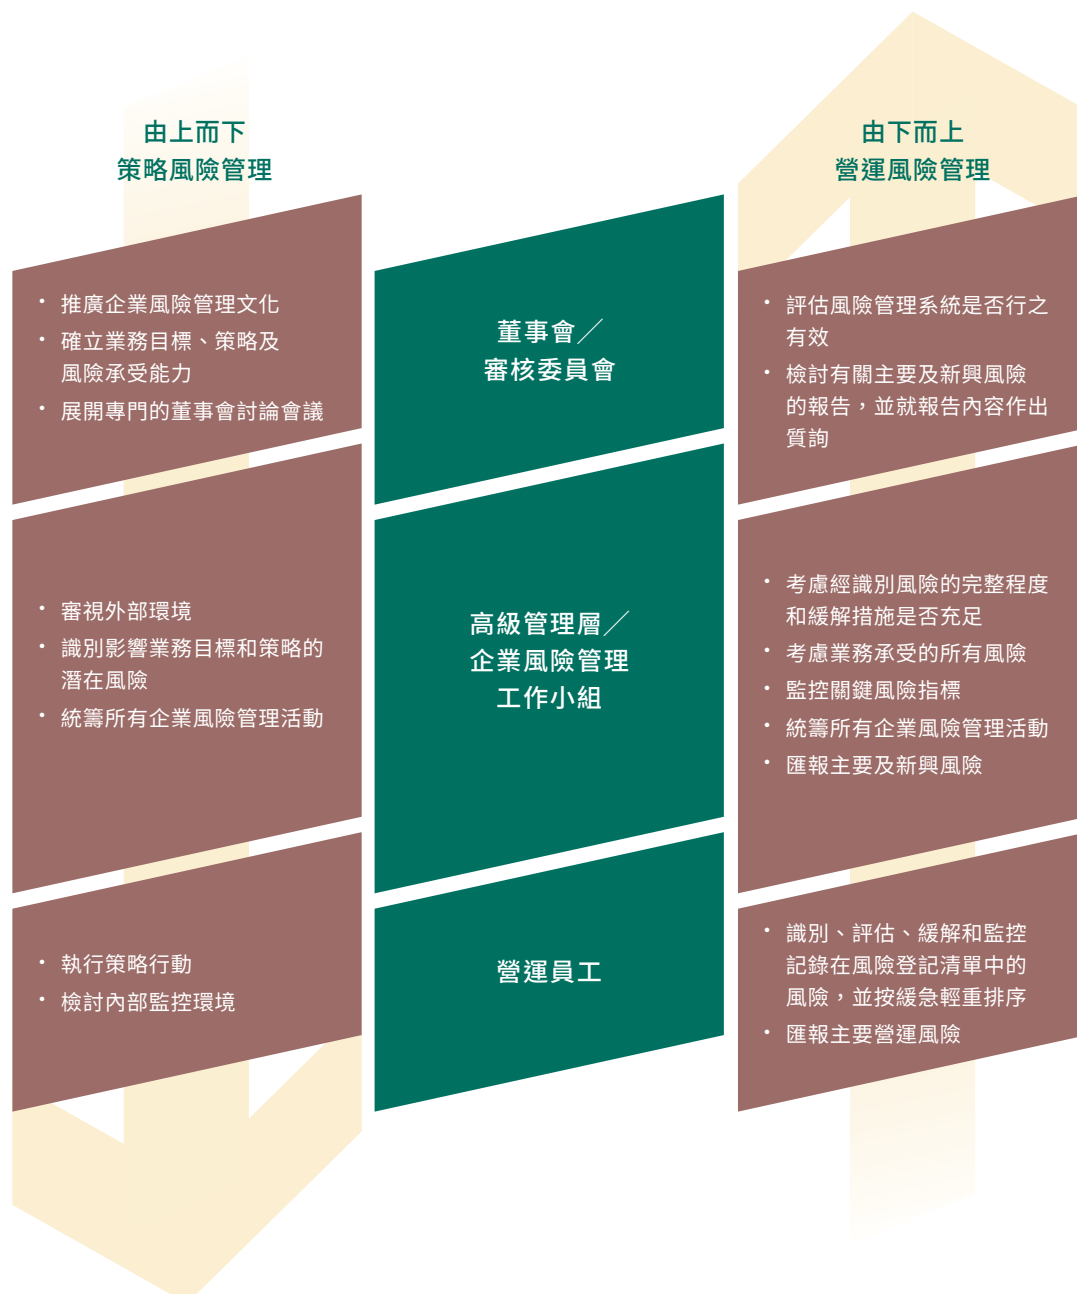 由上而下
策略風險管理
由下而上
營運風險管理
• 推廣企業風險管理文化
• 確立業務目標、策略及
風險承受能力
• 展開專門的董事會討論會議
董事會／
審核委員會
• 評估風險管理系統是否行之
有效
• 檢討有關主要及新興風險
的報告，並就報告內容作出
質詢
• 審視外部環境
• 識別影響業務目標和策略的
潛在風險
• 統籌所有企業風險管理活動
高級管理層／
企業風險管理
工作小組
• 考慮經識別風險的完整程度
和緩解措施是否充足
• 考慮業務承受的所有風險
• 監控關鍵風險指標
• 統籌所有企業風險管理活動
• 匯報主要及新興風險
• 執行策略行動
• 檢討內部監控環境
營運員工
• 識別、評估、緩解和監控
記錄在風險登記清單中的
風險，並按緩急輕重排序
• 匯報主要營運風險